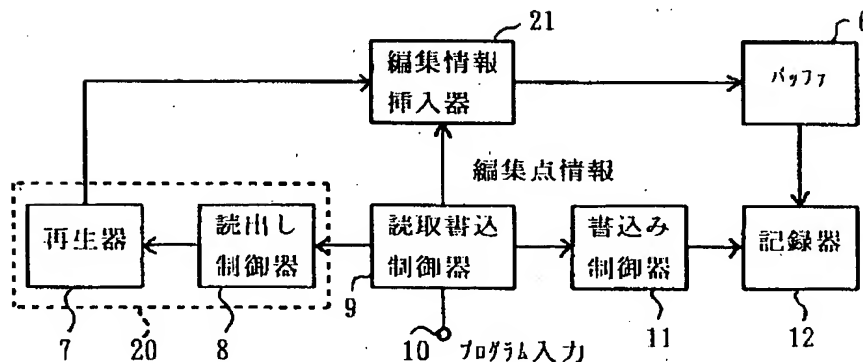 21
6
編集情報
挿入器
バッファ
編集点情報
再生器
読出し
制御器
読取書込
制御器
書込み
制御器
記録器
9
7
20
8
10
プログラム入力
11
12